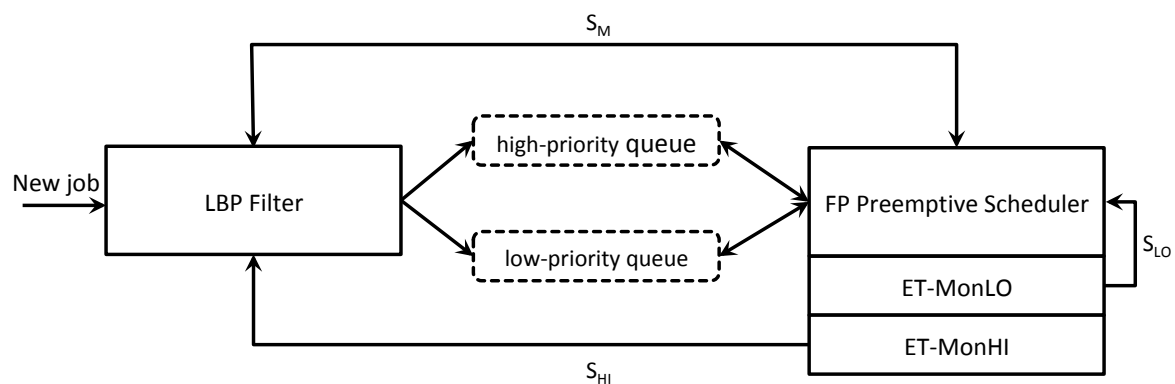 S_M
high-priority queue
New job
LBP Filter
FP Preemptive Scheduler
low-priority queue
S_LO
ET-MonLO
ET-MonHI
S_HI